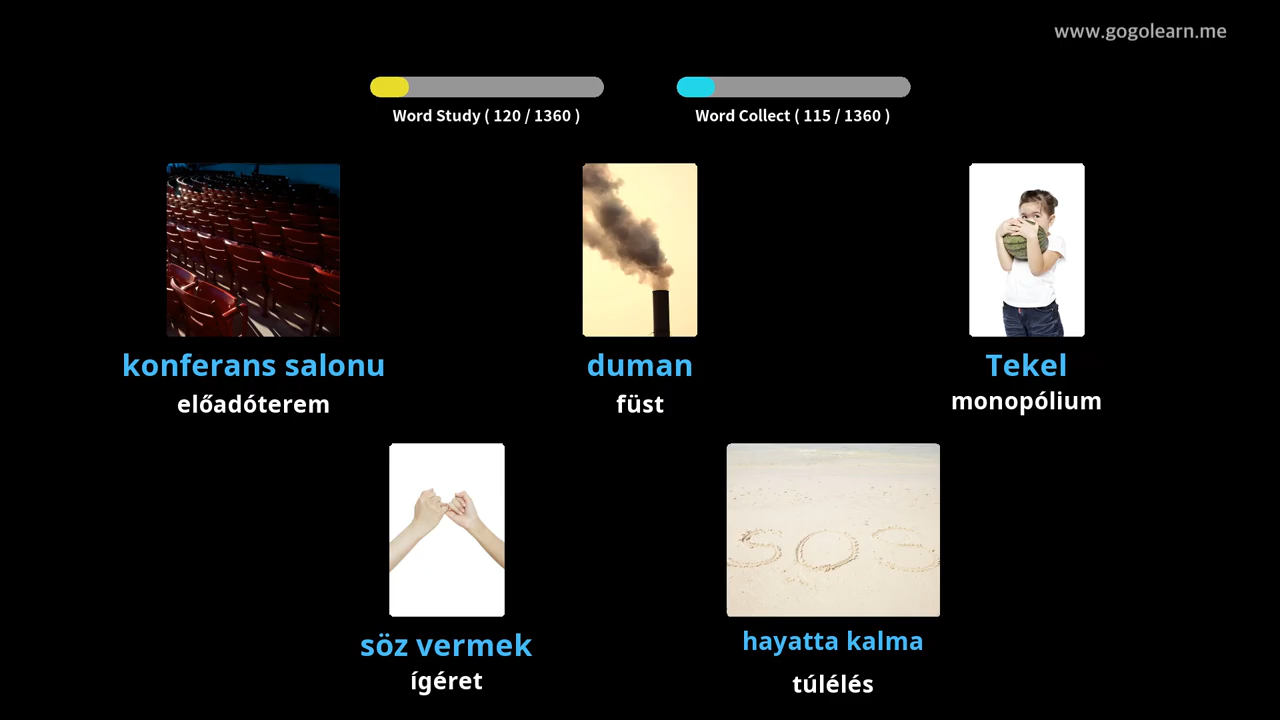 www.gogolearn.me
Word Study ( 120 / 1360 )
Word Collect ( 115 / 1360 )
konferans salonu
előadóterem
duman
füst
Tekel
monopólium
SOS
söz vermek
ígéret
hayatta kalma
túlélés